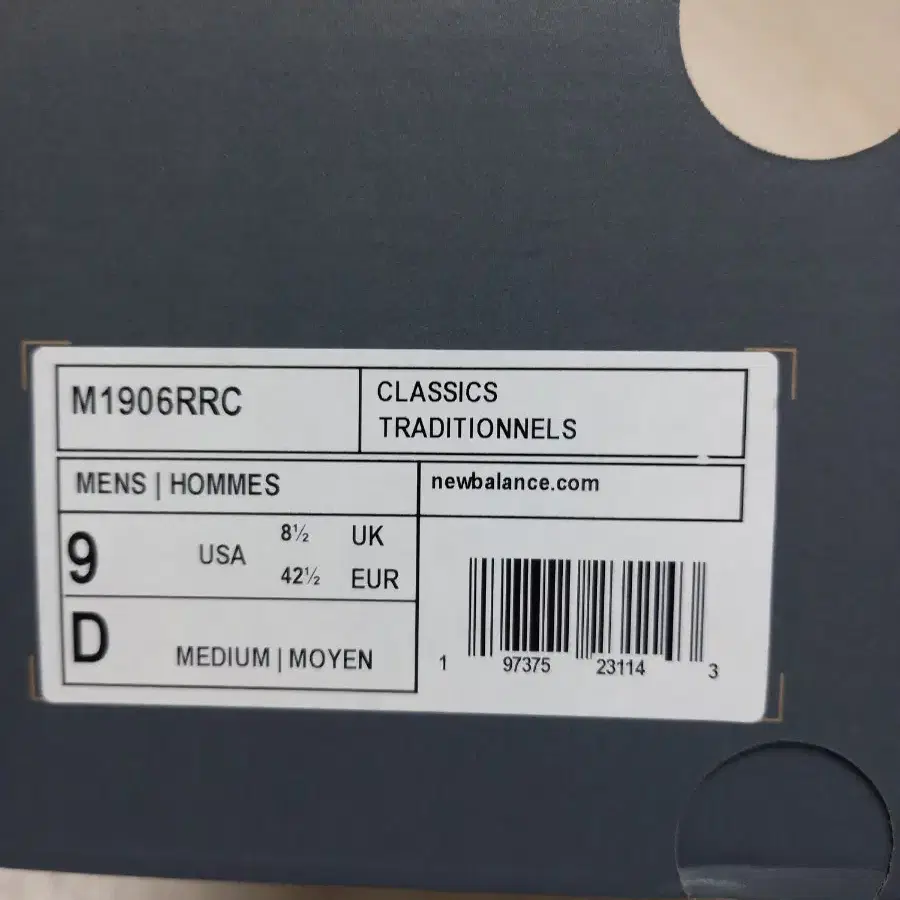 M1906RRC
CLASSICS
TRADITIONNELS
MENS | HOMMES
newbalance.com
9 USA 8½ UK
42½ EUR
D MEDIUM | MOYEN
1 97375 23114 3